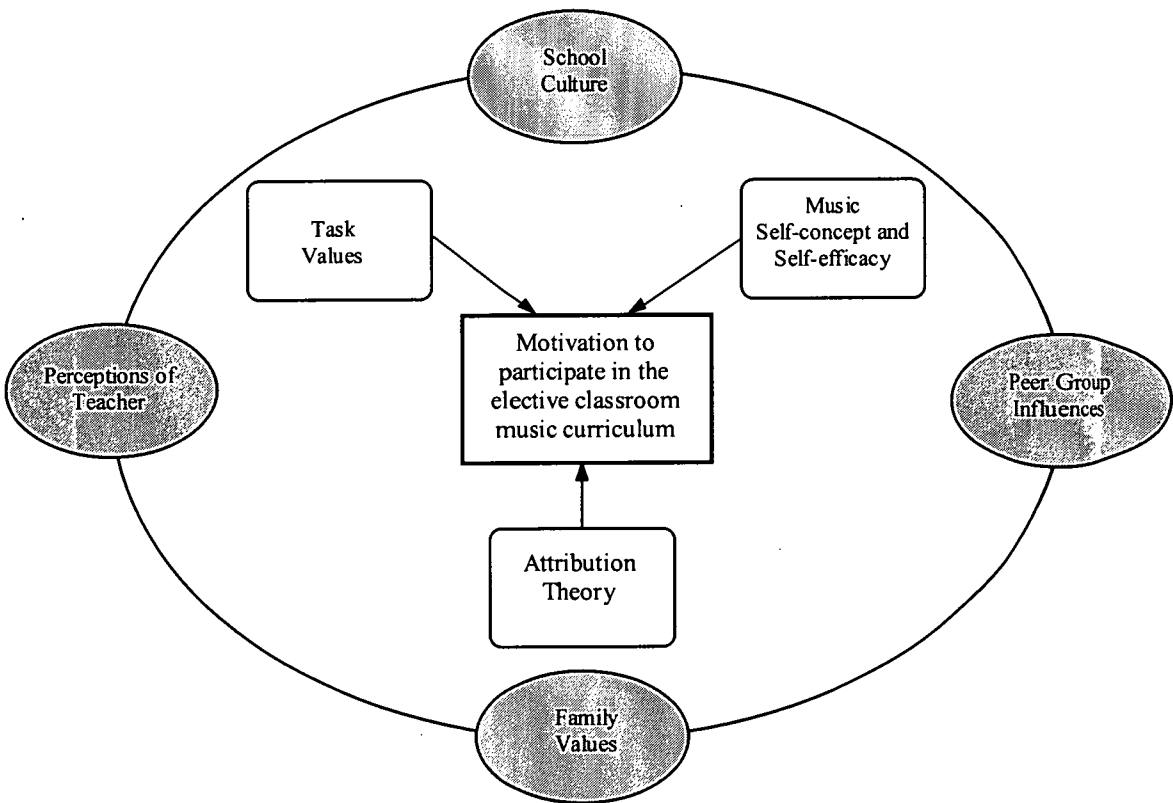 School
Culture
Task
Values
Music
Self-concept and
Self-efficacy
Perceptions of
Teacher
Motivation to
participate in the
elective classroom
music curriculum
Peer Group
Influences
Attribution
Theory
Family
Values